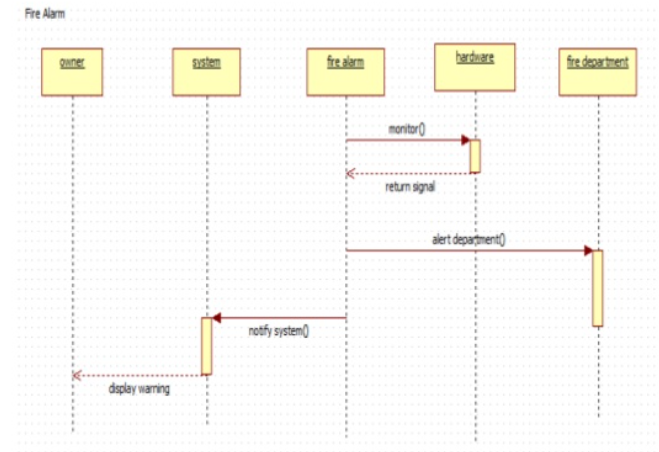 Fire Alarm
owner
system
fire alarm
hardware
fire department
monitor()
return signal
alert department()
notify system()
display warning